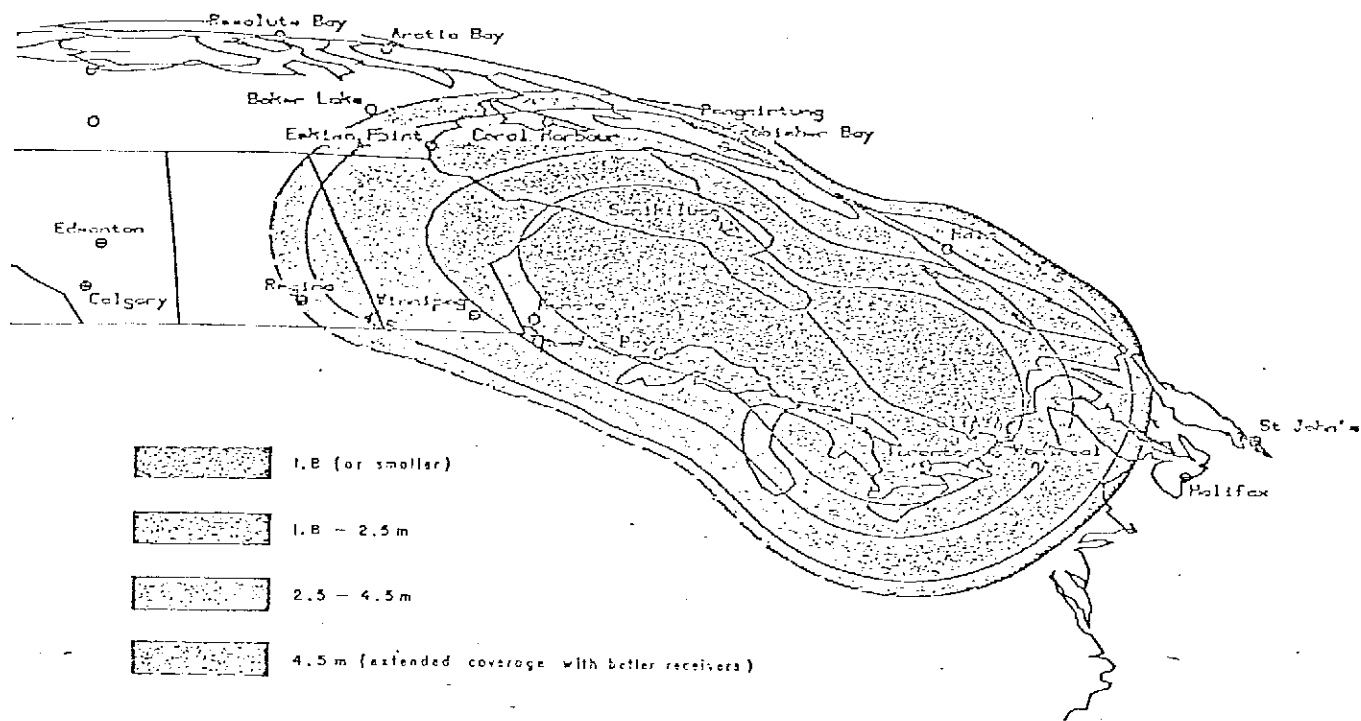 Resolute Bay
Arctic Bay
Baker Lake
Pangnirtung
Eskimo Point
Coral Harbour
Frobisher Bay
Sanikiluaq
Edmonton
Calgary
Regina
Winnipeg
St John's
Halifax
1.8 (or smaller)
1.8 – 2.5 m
2.5 – 4.5 m
4.5 m (extended coverage with better receivers)